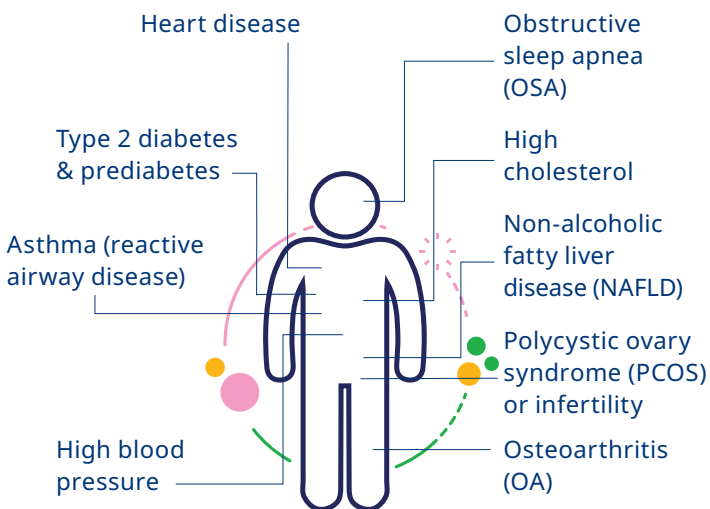 Heart disease
Type 2 diabetes
& prediabetes
Asthma (reactive
airway disease)
High blood
pressure
Obstructive
sleep apnea
(OSA)
High
cholesterol
Non-alcoholic
fatty liver
disease (NAFLD)
Polycystic ovary
syndrome (PCOS)
or infertility
Osteoarthritis
(OA)